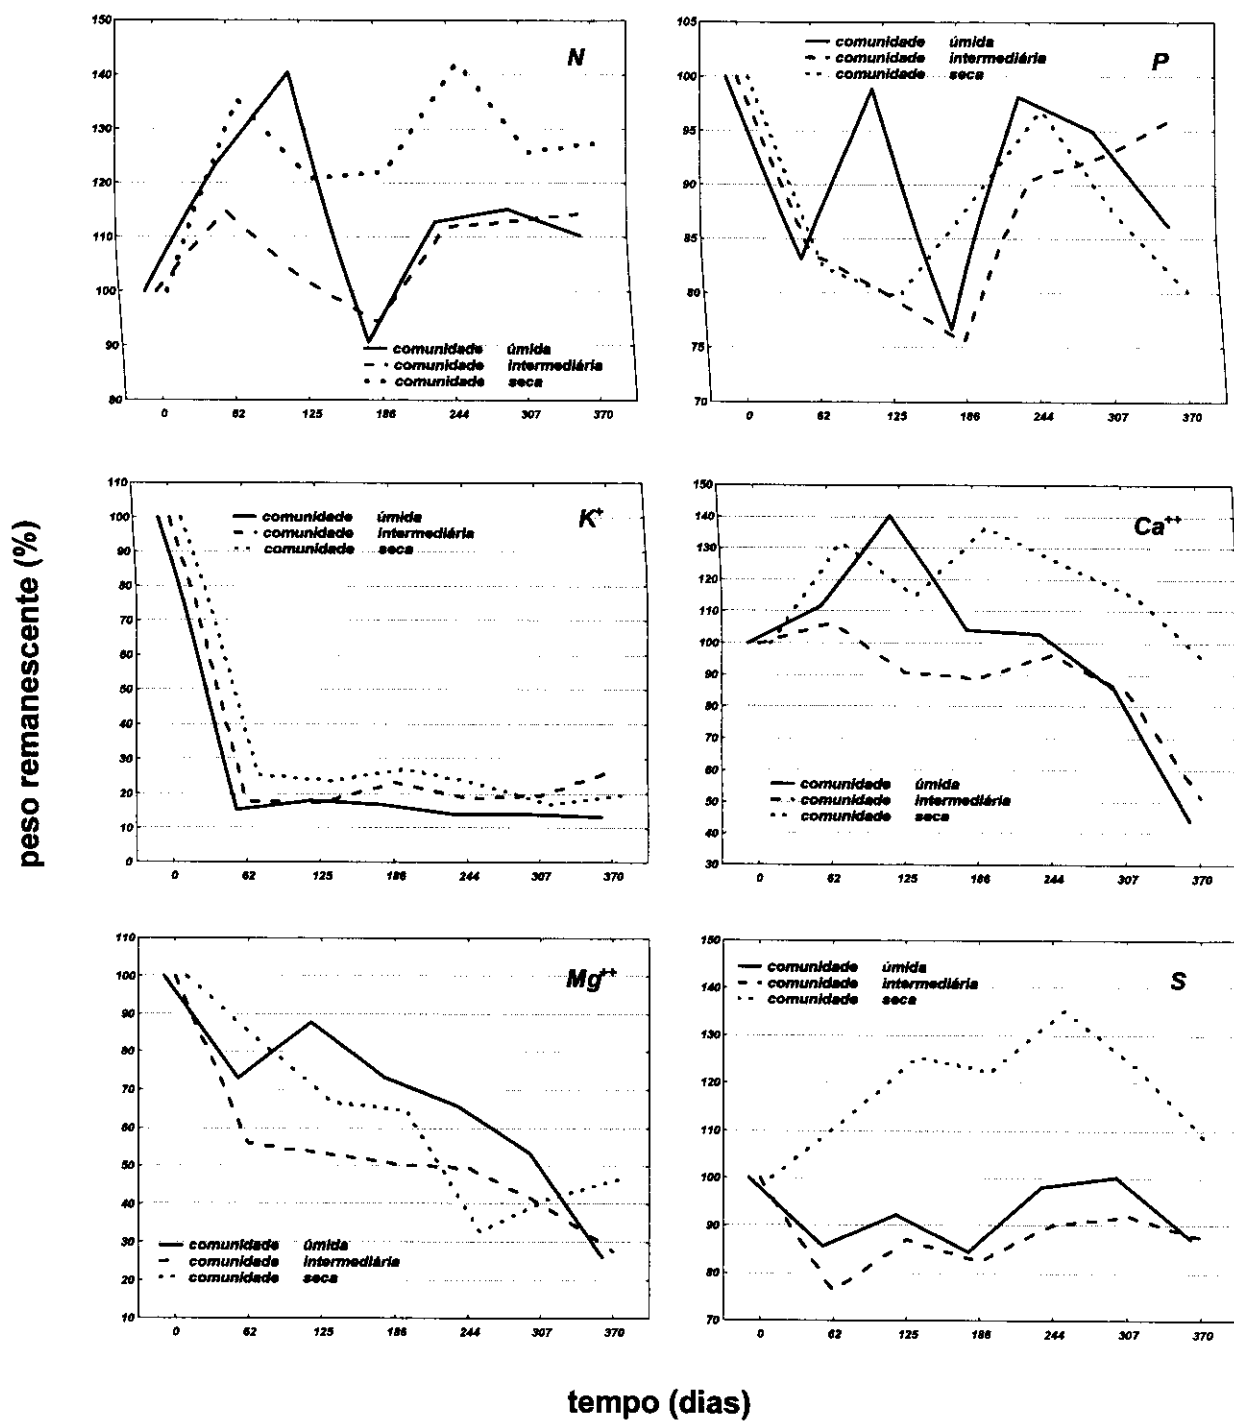 150
140
130
120
110
100
90
80
N
comunidade úmida
comunidade intermediária
comunidade seca
0 62 125 186 244 307 370
105
100
95
90
85
80
75
70
comunidade úmida
comunidade intermediária
comunidade seca
P
0 62 125 186 244 307 370
peso remanescente (%)
110
100
90
80
70
60
50
40
30
20
10
0
comunidade úmida
comunidade intermediária
comunidade seca
K+
0 62 125 186 244 307 370
150
140
130
120
110
100
90
80
70
60
50
40
30
Ca++
comunidade úmida
comunidade intermediária
comunidade seca
0 62 125 186 244 307 370
110
100
90
80
70
60
50
40
30
20
10
Mg++
comunidade úmida
comunidade intermediária
comunidade seca
0 62 125 186 244 307 370
150
140
130
120
110
100
90
80
70
comunidade úmida
comunidade intermediária
comunidade seca
S
0 62 125 186 244 307 370
tempo (dias)